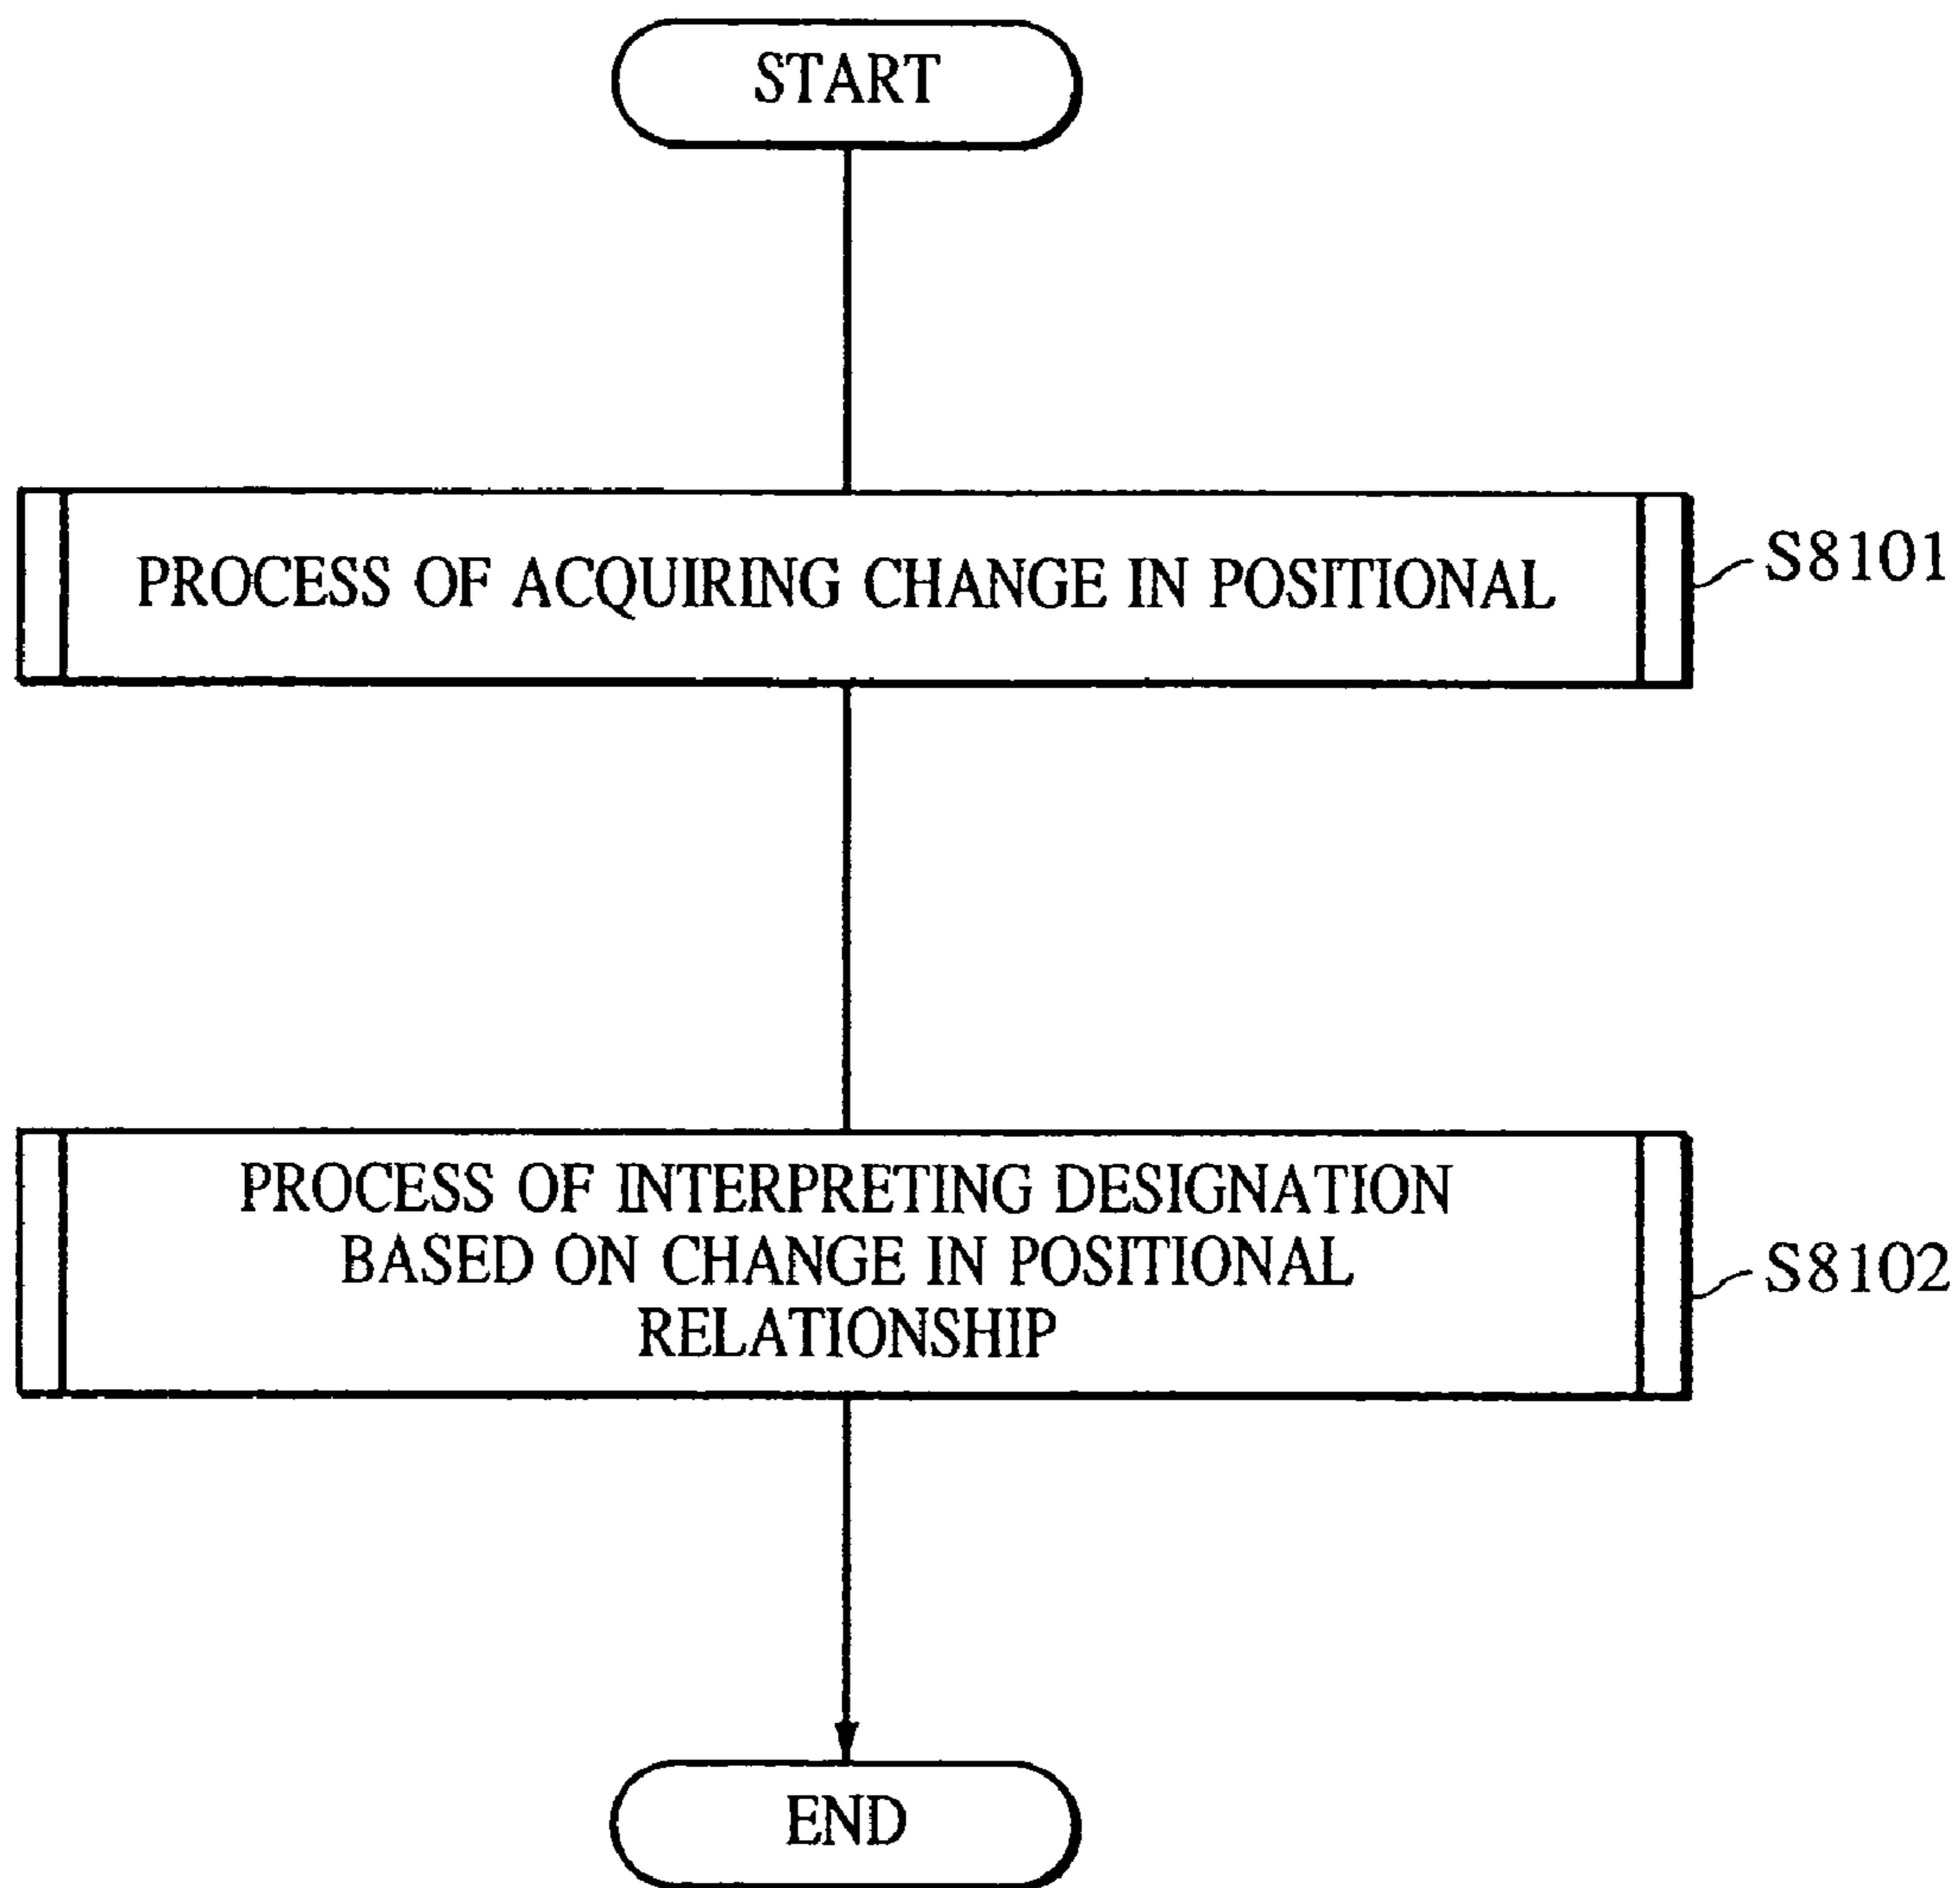 START
PROCESS OF ACQUIRING CHANGE IN POSITIONAL
S8101
PROCESS OF INTERPRETING DESIGNATION
BASED ON CHANGE IN POSITIONAL
RELATIONSHIP
S8102
END